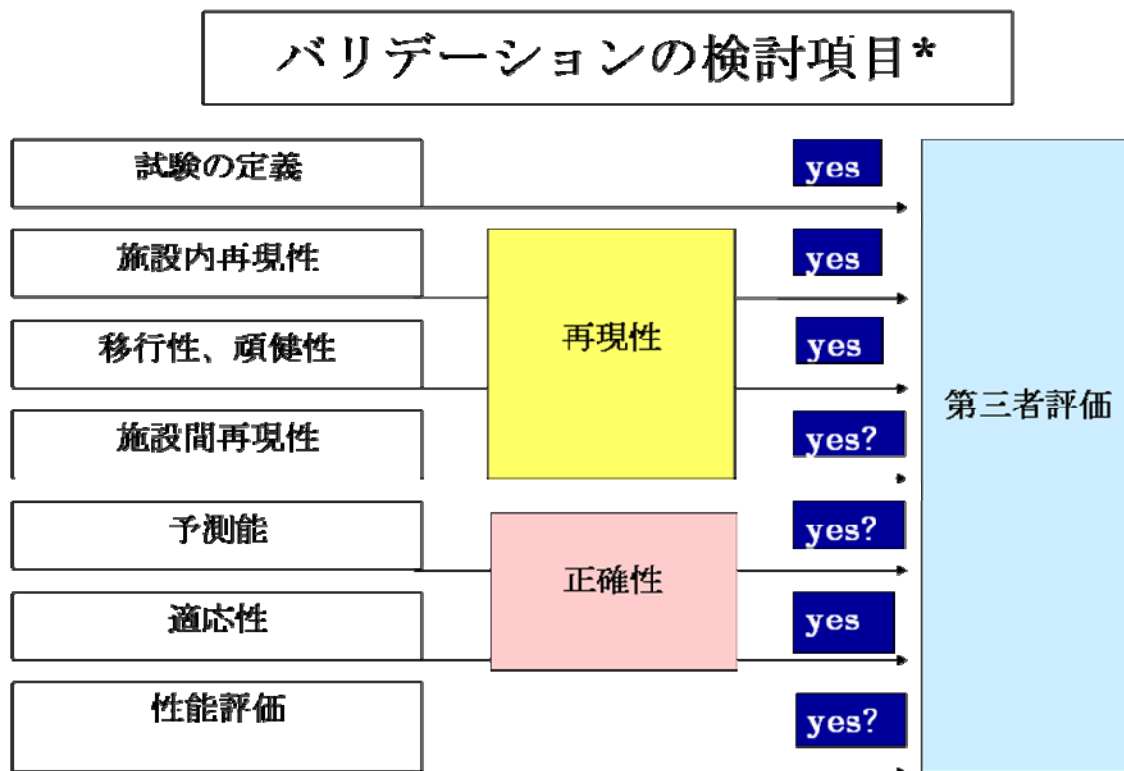 バリデーションの検討項目*
試験の定義
yes
施設内再現性
yes
再現性
移行性、頑健性
yes
第三者評価
施設間再現性
yes?
予測能
yes?
正確性
適応性
yes
性能評価
yes?